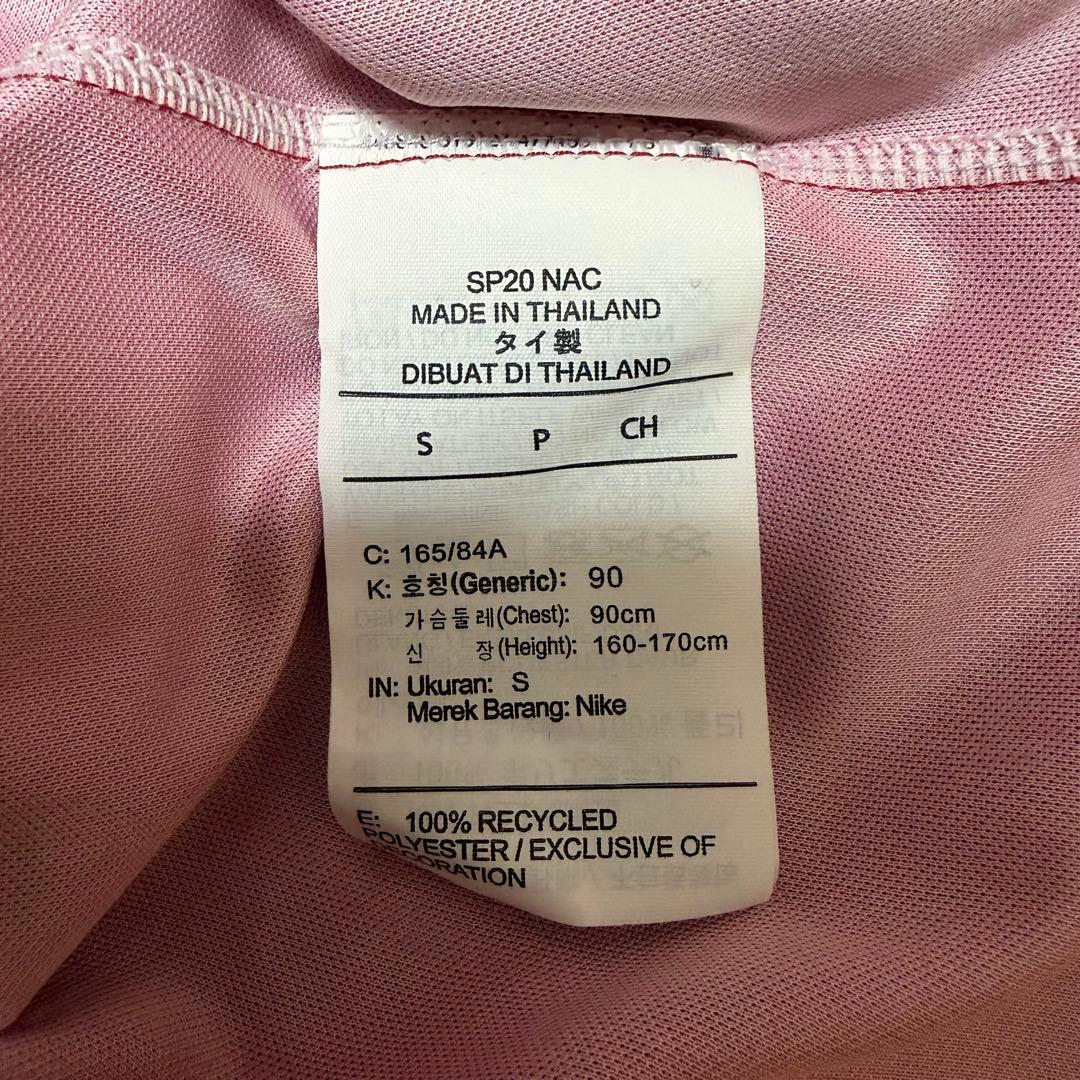 SP20 NAC
MADE IN THAILAND
タイ製
DIBUAT DI THAILAND
S P CH
C: 165/84A
K: 호칭(Generic): 90
가슴둘레(Chest): 90cm
신 장(Height): 160-170cm
IN: Ukuran: S
Merek Barang: Nike
E: 100% RECYCLED
POLYESTER / EXCLUSIVE OF